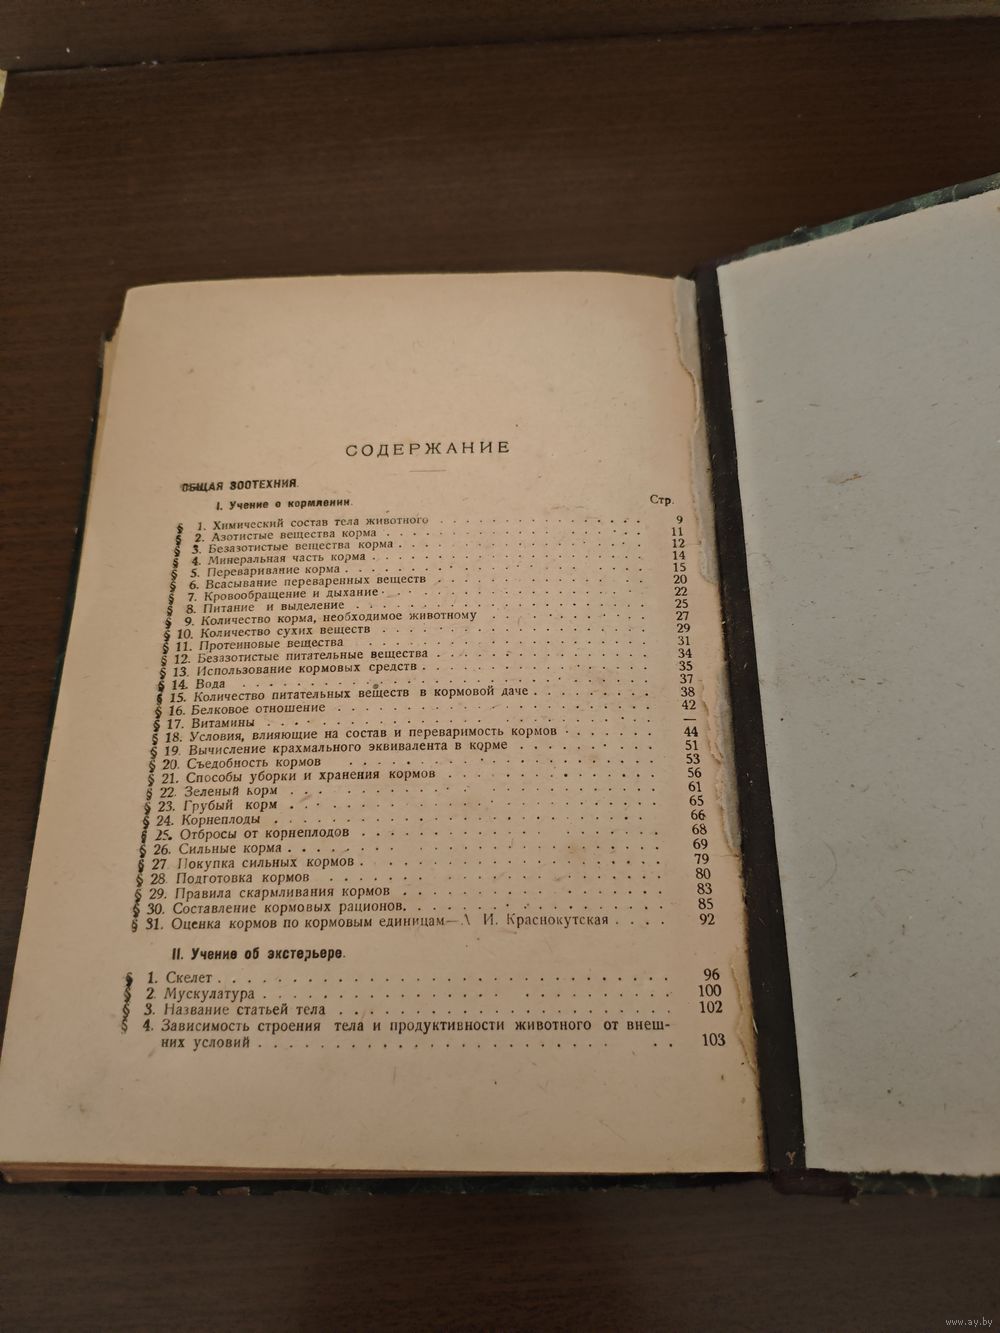 СОДЕРЖАНИЕ
ОБЩАЯ ЗООТЕХНИЯ.
I. Учение о кормлении.
Стр.
§ 1. Химический состав тела животного . . . . . . . . . . . . . . . 9
§ 2. Азотистые вещества корма . . . . . . . . . . . . . . . . . . 11
§ 3. Безазотистые вещества корма . . . . . . . . . . . . . . . . . 12
§ 4. Минеральная часть корма . . . . . . . . . . . . . . . . . . . 14
§ 5. Переваривание корма . . . . . . . . . . . . . . . . . . . . . 15
§ 6. Всасывание переваренных веществ . . . . . . . . . . . . . . . 20
§ 7. Кровообращение и дыхание . . . . . . . . . . . . . . . . . . 22
§ 8. Питание и выделение . . . . . . . . . . . . . . . . . . . . . 25
§ 9. Количество корма, необходимое животному . . . . . . . . . . . 27
§ 10. Количество сухих веществ . . . . . . . . . . . . . . . . . . 29
§ 11. Протеиновые вещества . . . . . . . . . . . . . . . . . . . . 31
§ 12. Безазотистые питательные вещества . . . . . . . . . . . . . . 34
§ 13. Использование кормовых средств . . . . . . . . . . . . . . . 35
§ 14. Вода . . . . . . . . . . . . . . . . . . . . . . . . . . . . 37
§ 15. Количество питательных веществ в кормовой даче . . . . . . . . 38
§ 16. Белковое отношение . . . . . . . . . . . . . . . . . . . . . 42
§ 17. Витамины . . . . . . . . . . . . . . . . . . . . . . . . . . —
§ 18. Условия, влияющие на состав и переваримость кормов . . . . . . 44
§ 19. Вычисление крахмального эквивалента в корме . . . . . . . . . 51
§ 20. Съедобность кормов . . . . . . . . . . . . . . . . . . . . . 53
§ 21. Способы уборки и хранения кормов . . . . . . . . . . . . . . 56
§ 22. Зеленый корм . . . . . . . . . . . . . . . . . . . . . . . . 61
§ 23. Грубый корм . . . . . . . . . . . . . . . . . . . . . . . . 65
§ 24. Корнеплоды . . . . . . . . . . . . . . . . . . . . . . . . . 66
§ 25. Отбросы от корнеплодов . . . . . . . . . . . . . . . . . . . 68
§ 26. Сильные корма . . . . . . . . . . . . . . . . . . . . . . . 69
§ 27. Покупка сильных кормов . . . . . . . . . . . . . . . . . . . 79
§ 28. Подготовка кормов . . . . . . . . . . . . . . . . . . . . . 80
§ 29. Правила скармливания кормов . . . . . . . . . . . . . . . . 83
§ 30. Составление кормовых рационов. . . . . . . . . . . . . . . . 85
§ 31. Оценка кормов по кормовым единицам—А. И. Краснокутская . . . . 92
II. Учение об экстерьере.
§ 1. Скелет . . . . . . . . . . . . . . . . . . . . . . . . . . . 96
§ 2. Мускулатура . . . . . . . . . . . . . . . . . . . . . . . . 100
§ 3. Название статьей тела . . . . . . . . . . . . . . . . . . . . 102
§ 4. Зависимость строения тела и продуктивности животного от внеш-
них условий . . . . . . . . . . . . . . . . . . . . . . . . 103
www.ay.by